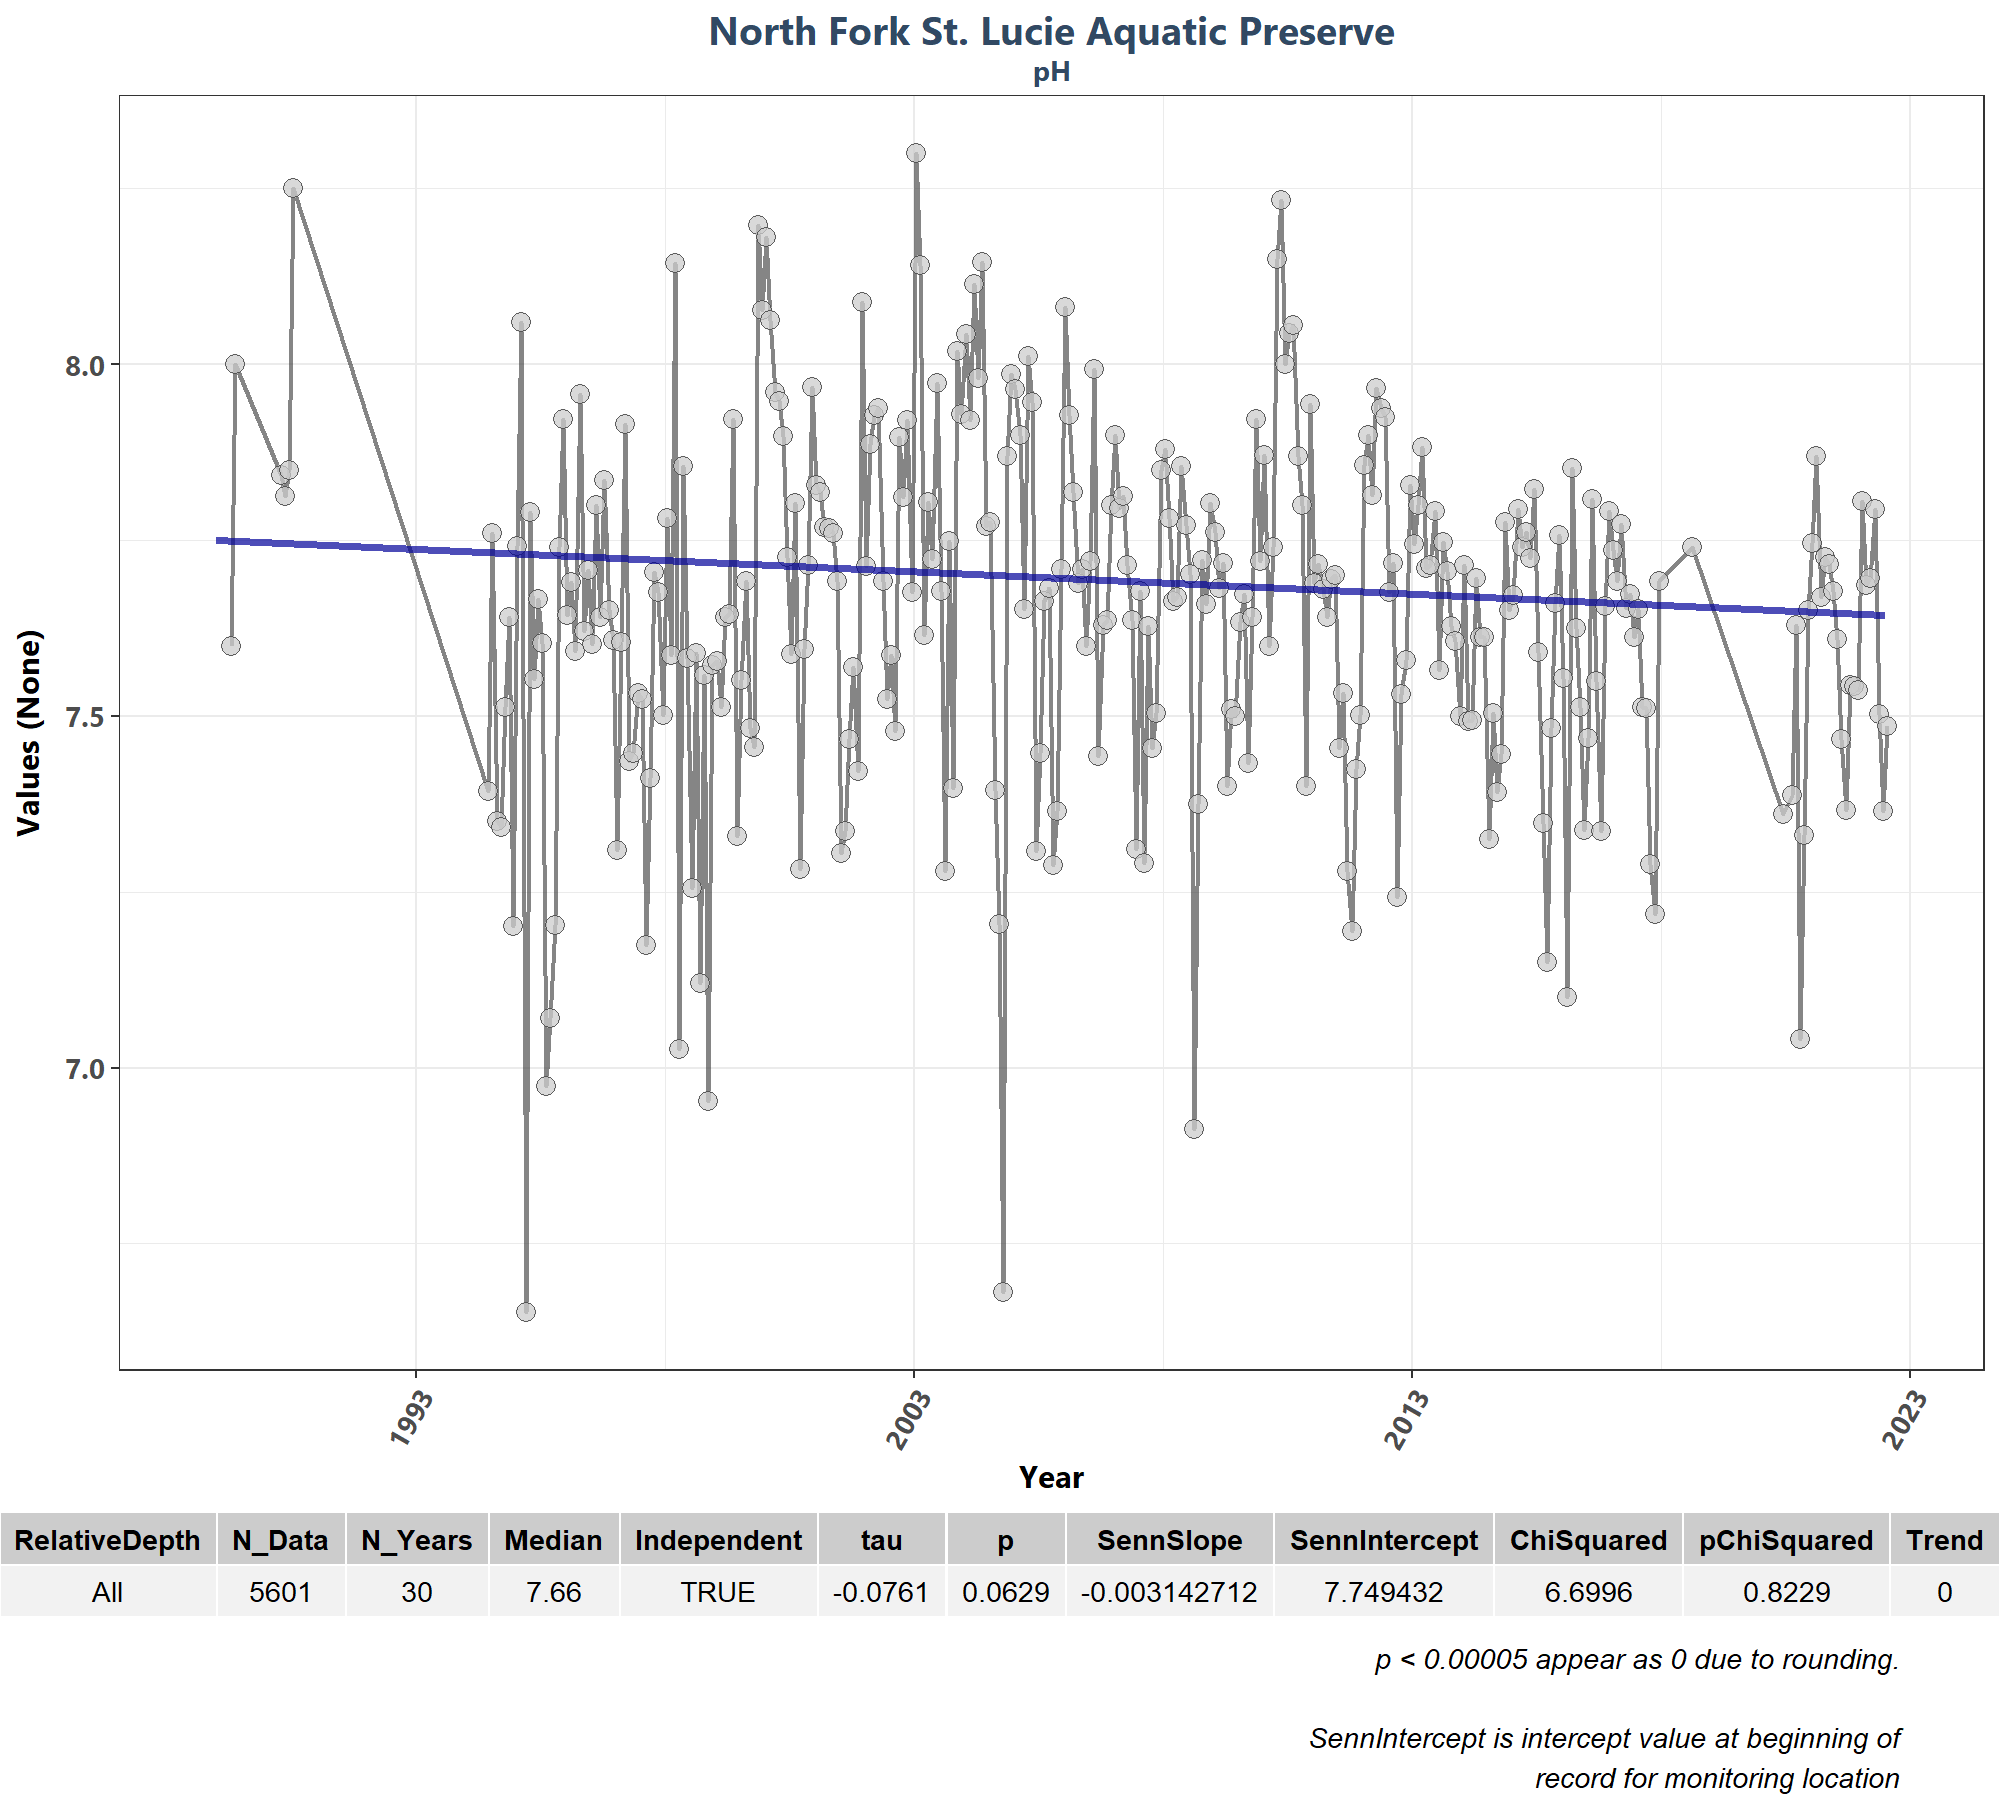 North Fork St. Lucie Aquatic Preserve
pH
Values (None)
8.0
7.5
7.0
1993
2003
2013
2023
Year
RelativeDepth N_Data N_Years Median Independent tau p SennSlope SennIntercept ChiSquared pChiSquared Trend
All 5601 30 7.66 TRUE -0.0761 0.0629 -0.003142712 7.749432 6.6996 0.8229 0
p < 0.00005 appear as 0 due to rounding.
SennIntercept is intercept value at beginning of
record for monitoring location